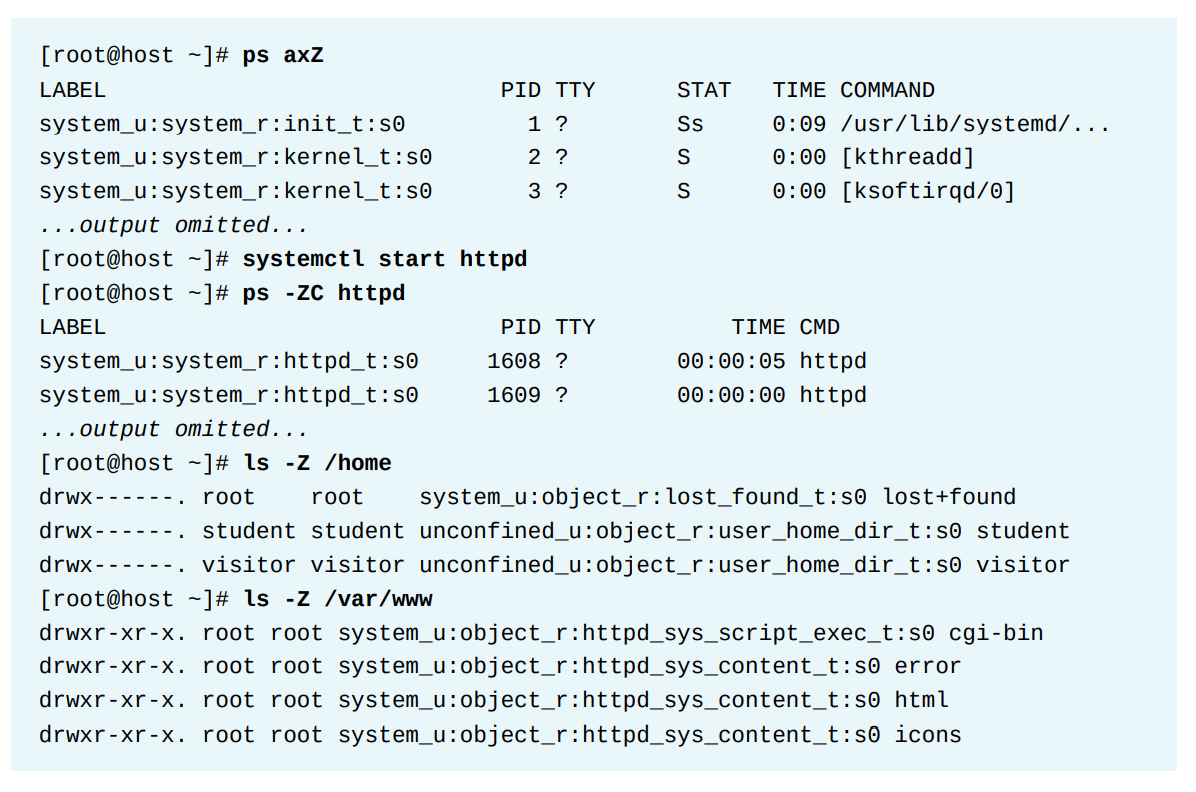 [root@host ~]# ps axZ
LABEL                             PID TTY      STAT   TIME COMMAND
system_u:system_r:init_t:s0         1 ?        Ss     0:09 /usr/lib/systemd/...
system_u:system_r:kernel_t:s0       2 ?        S      0:00 [kthreadd]
system_u:system_r:kernel_t:s0       3 ?        S      0:00 [ksoftirqd/0]
...output omitted...
[root@host ~]# systemctl start httpd
[root@host ~]# ps -ZC httpd
LABEL                             PID TTY          TIME CMD
system_u:system_r:httpd_t:s0     1608 ?        00:00:05 httpd
system_u:system_r:httpd_t:s0     1609 ?        00:00:00 httpd
...output omitted...
[root@host ~]# ls -Z /home
drwx------. root    root    system_u:object_r:lost_found_t:s0 lost+found
drwx------. student student unconfined_u:object_r:user_home_dir_t:s0 student
drwx------. visitor visitor unconfined_u:object_r:user_home_dir_t:s0 visitor
[root@host ~]# ls -Z /var/www
drwxr-xr-x. root root system_u:object_r:httpd_sys_script_exec_t:s0 cgi-bin
drwxr-xr-x. root root system_u:object_r:httpd_sys_content_t:s0 error
drwxr-xr-x. root root system_u:object_r:httpd_sys_content_t:s0 html
drwxr-xr-x. root root system_u:object_r:httpd_sys_content_t:s0 icons